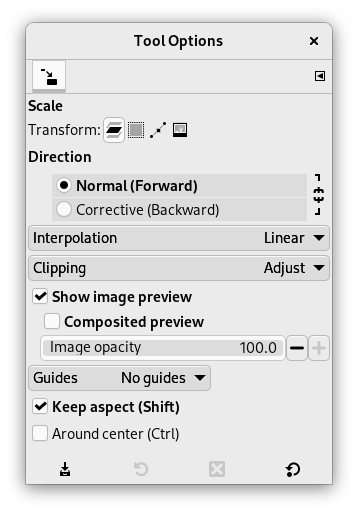 Tool Options
Scale
Transform:
Direction
Normal (Forward)
Corrective (Backward)
Interpolation Linear
Clipping Adjust
Show image preview
Composited preview
Image opacity 100.0
Guides No guides
Keep aspect (Shift)
Around center (Ctrl)